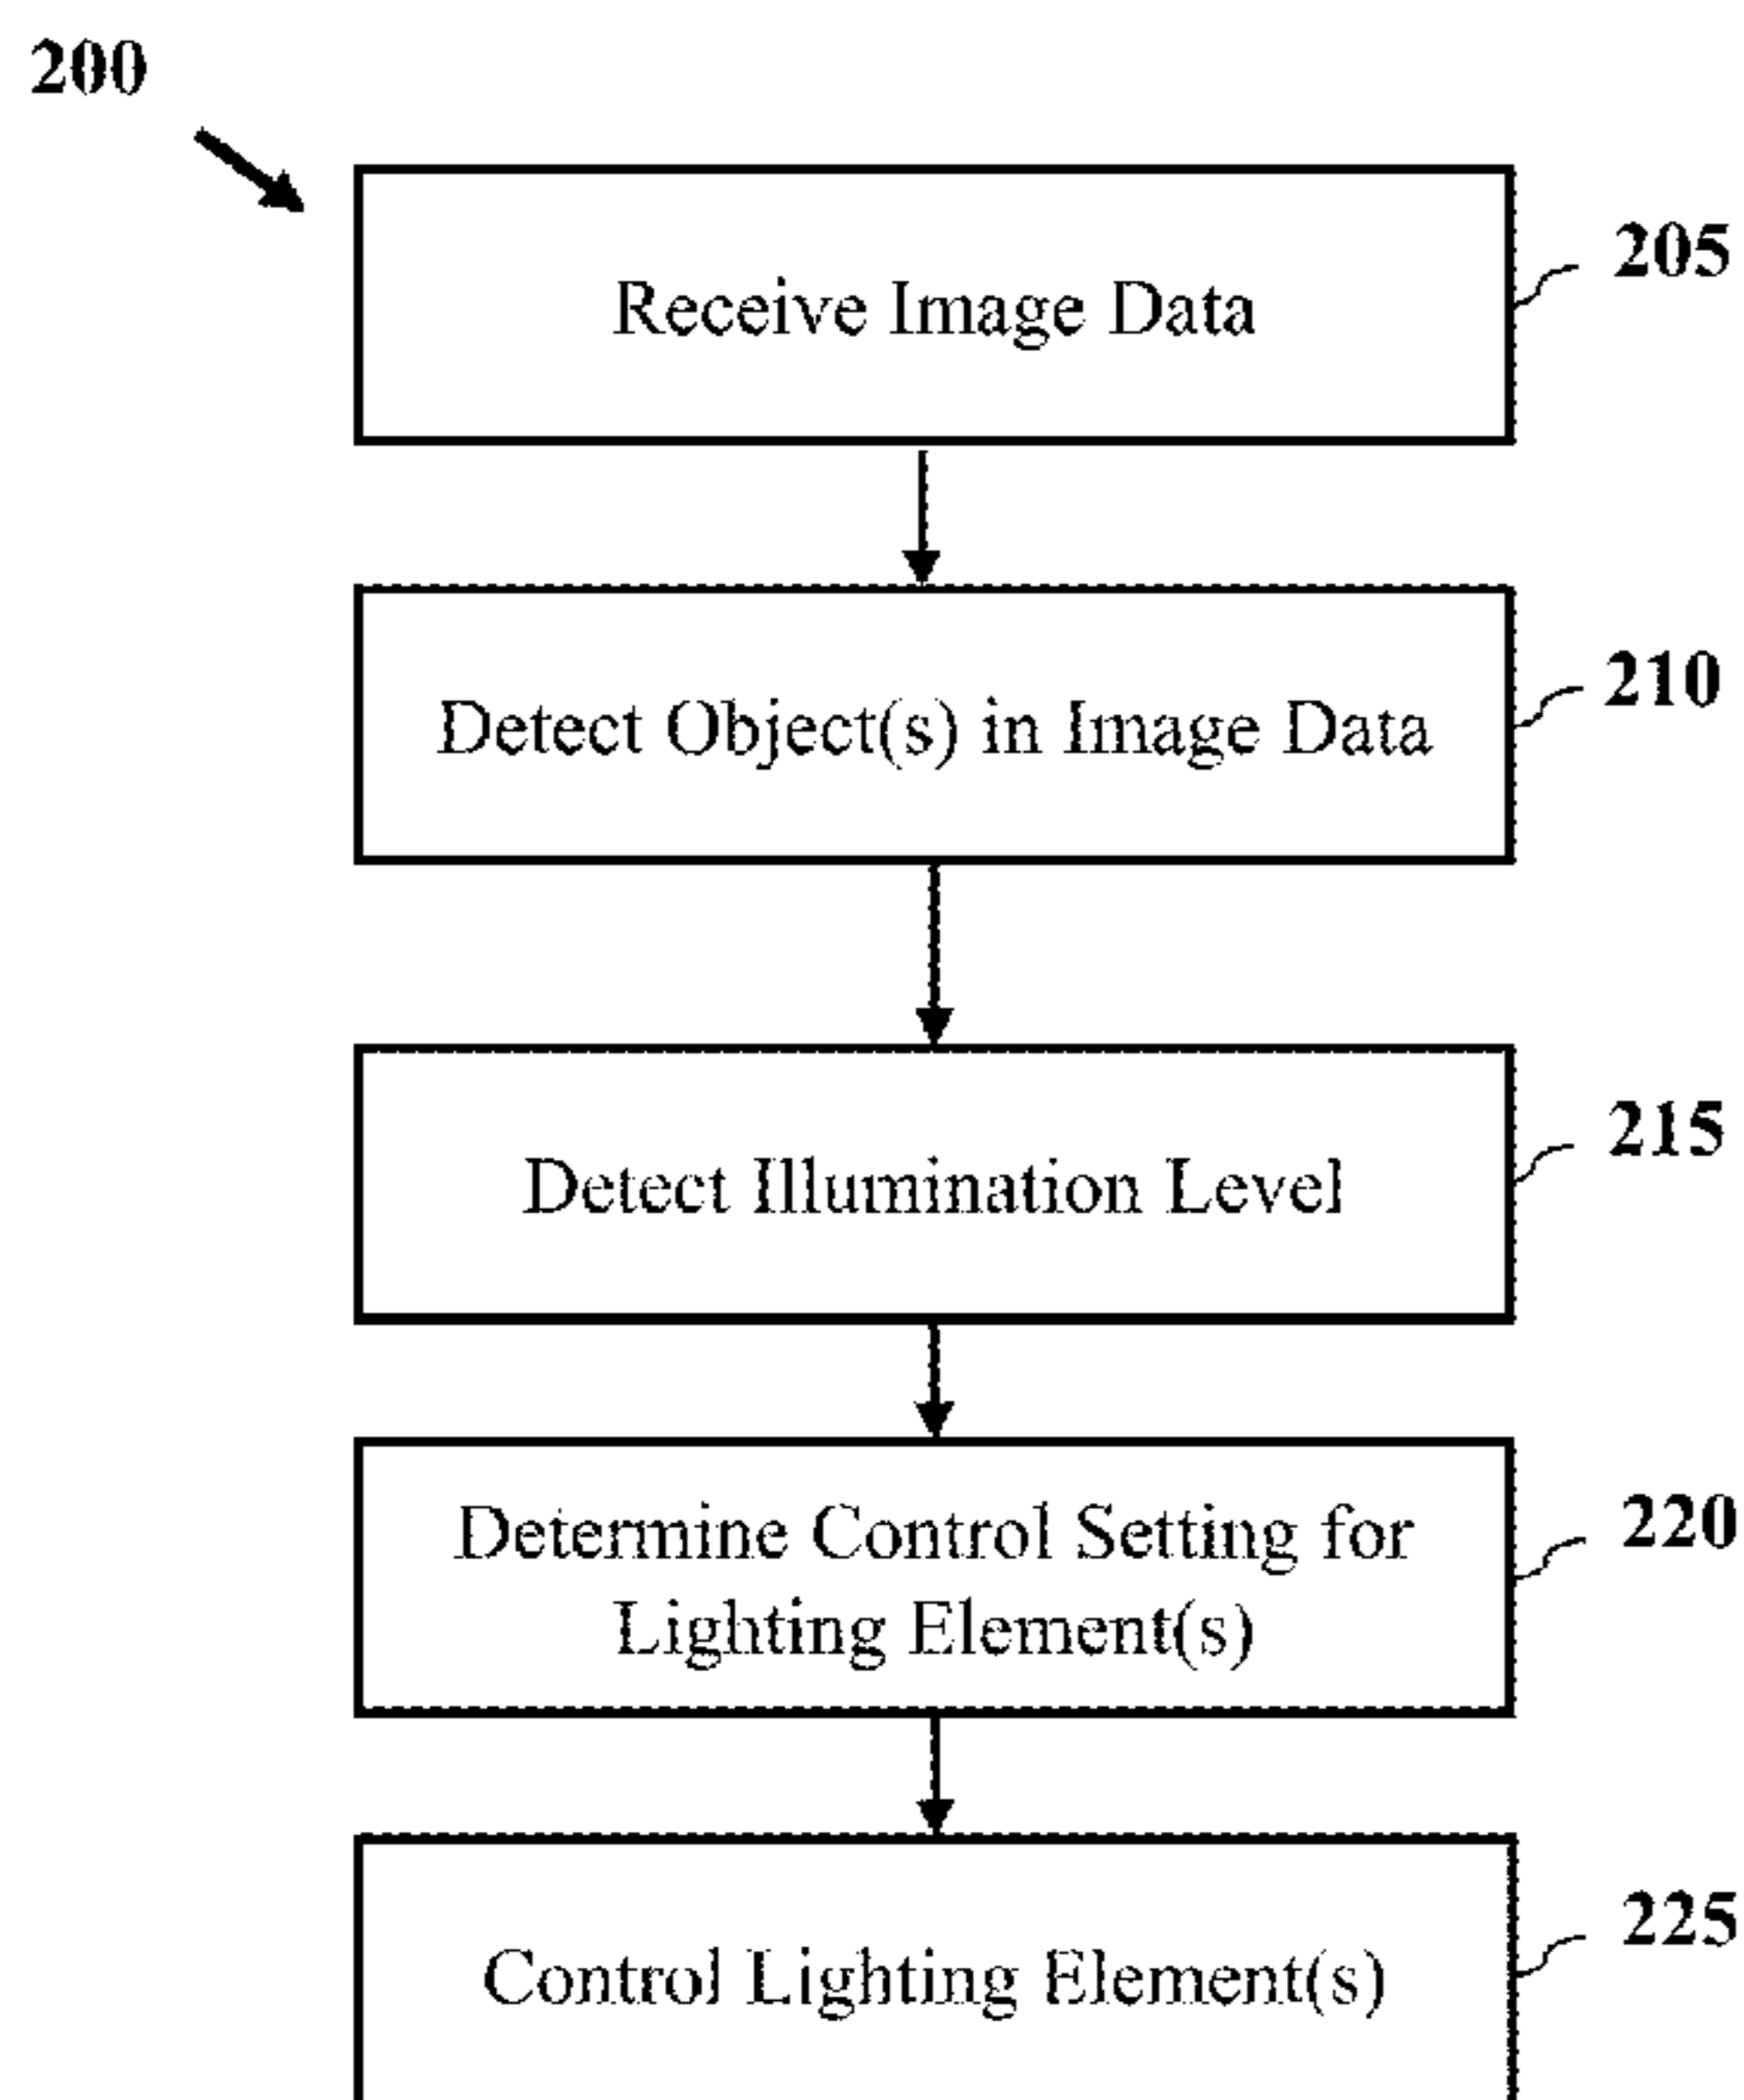 200
Receive Image Data
205
Detect Object(s) in Image Data
210
Detect Illumination Level
215
Determine Control Setting for
Lighting Element(s)
220
Control Lighting Element(s)
225